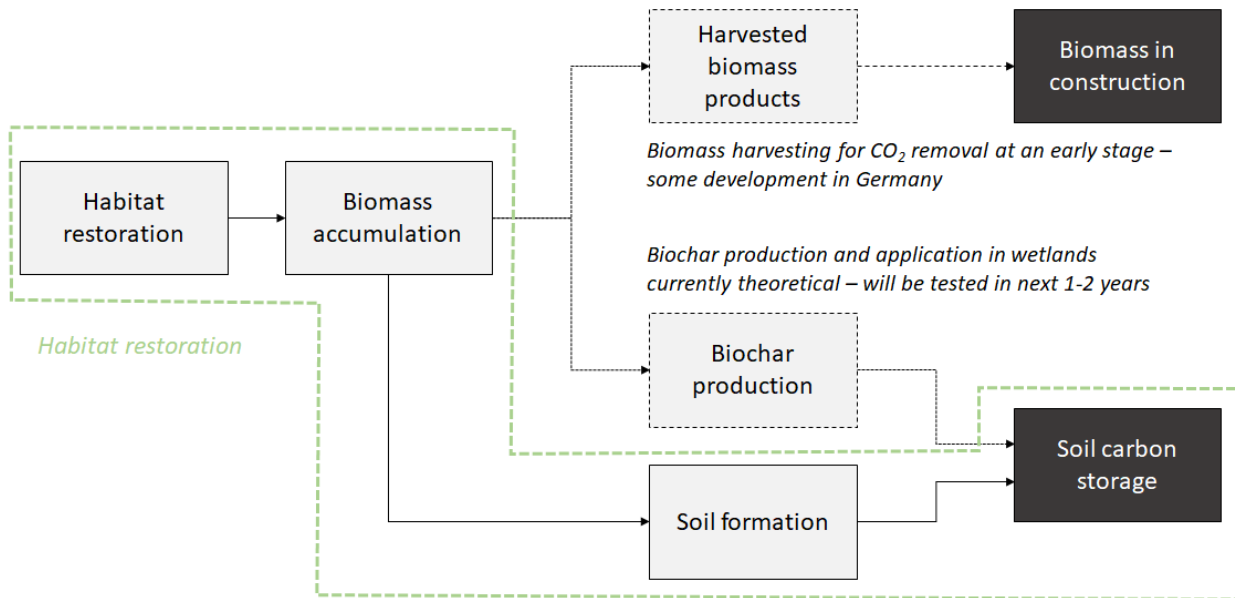 Harvested
biomass
products
Biomass in
construction
Biomass harvesting for CO₂ removal at an early stage –
some development in Germany
Habitat
restoration
Biomass
accumulation
Biochar production and application in wetlands
currently theoretical – will be tested in next 1-2 years
Habitat restoration
Biochar
production
Soil carbon
storage
Soil formation